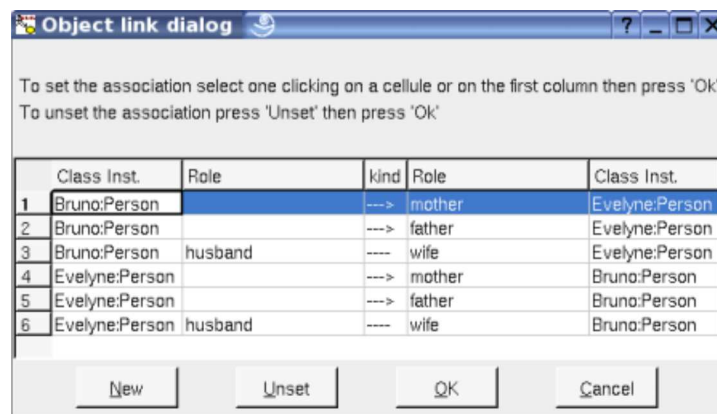 Object link dialog ? _
To set the association select one clicking on a cellule or on the first column then press 'Ok'
To unset the association press 'Unset' then press 'Ok'
Class Inst. Role kind Role Class Inst.
1 Bruno:Person ---> mother Evelyne:Person
2 Bruno:Person ---> father Evelyne:Person
3 Bruno:Person husband ---- wife Evelyne:Person
4 Evelyne:Person ---> mother Bruno:Person
5 Evelyne:Person ---> father Bruno:Person
6 Evelyne:Person husband ---- wife Bruno:Person
New Unset OK Cancel